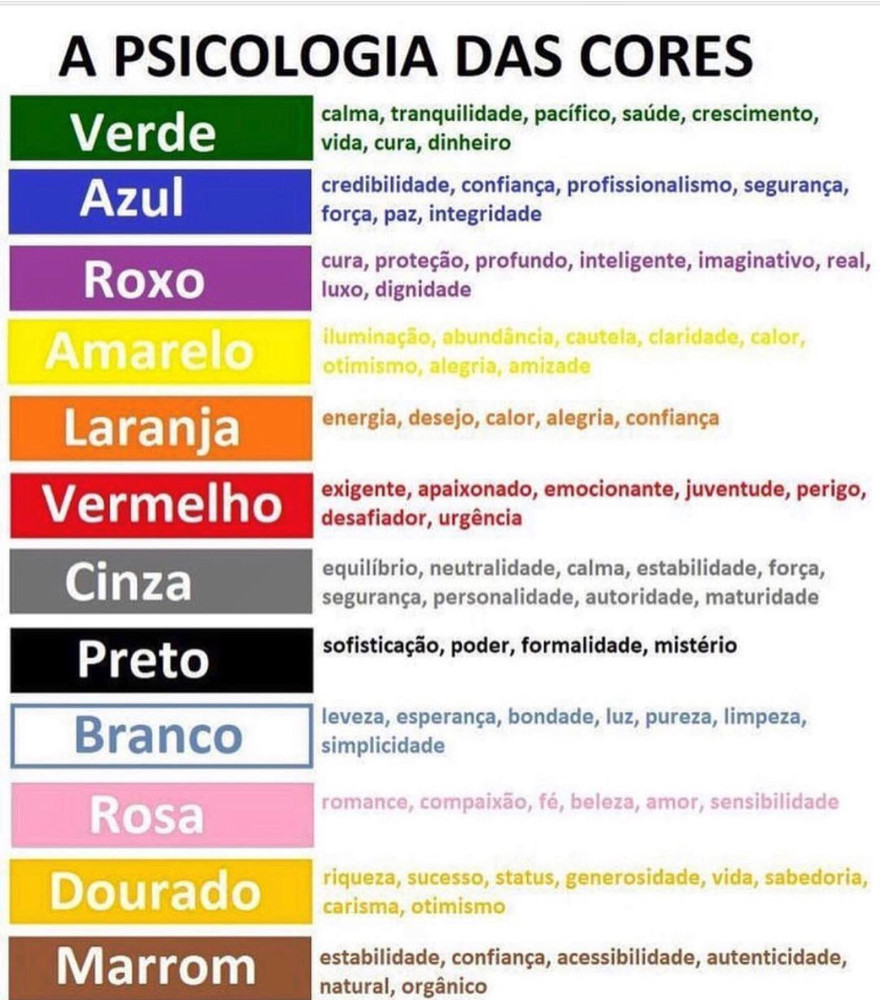 A PSICOLOGIA DAS CORES
Verde
calma, tranquilidade, pacífico, saúde, crescimento,
vida, cura, dinheiro
Azul
credibilidade, confiança, profissionalismo, segurança,
força, paz, integridade
Roxo
cura, proteção, profundo, inteligente, imaginativo, real,
luxo, dignidade
Amarelo
iluminação, abundância, cautela, claridade, calor,
otimismo, alegria, amizade
Laranja
energia, desejo, calor, alegria, confiança
Vermelho
exigente, apaixonado, emocionante, juventude, perigo,
desafiador, urgência
Cinza
equilíbrio, neutralidade, calma, estabilidade, força,
segurança, personalidade, autoridade, maturidade
Preto
sofisticação, poder, formalidade, mistério
Branco
leveza, esperança, bondade, luz, pureza, limpeza,
simplicidade
Rosa
romance, compaixão, fé, beleza, amor, sensibilidade
Dourado
riqueza, sucesso, status, generosidade, vida, sabedoria,
carisma, otimismo
Marrom
estabilidade, confiança, acessibilidade, autenticidade,
natural, orgânico